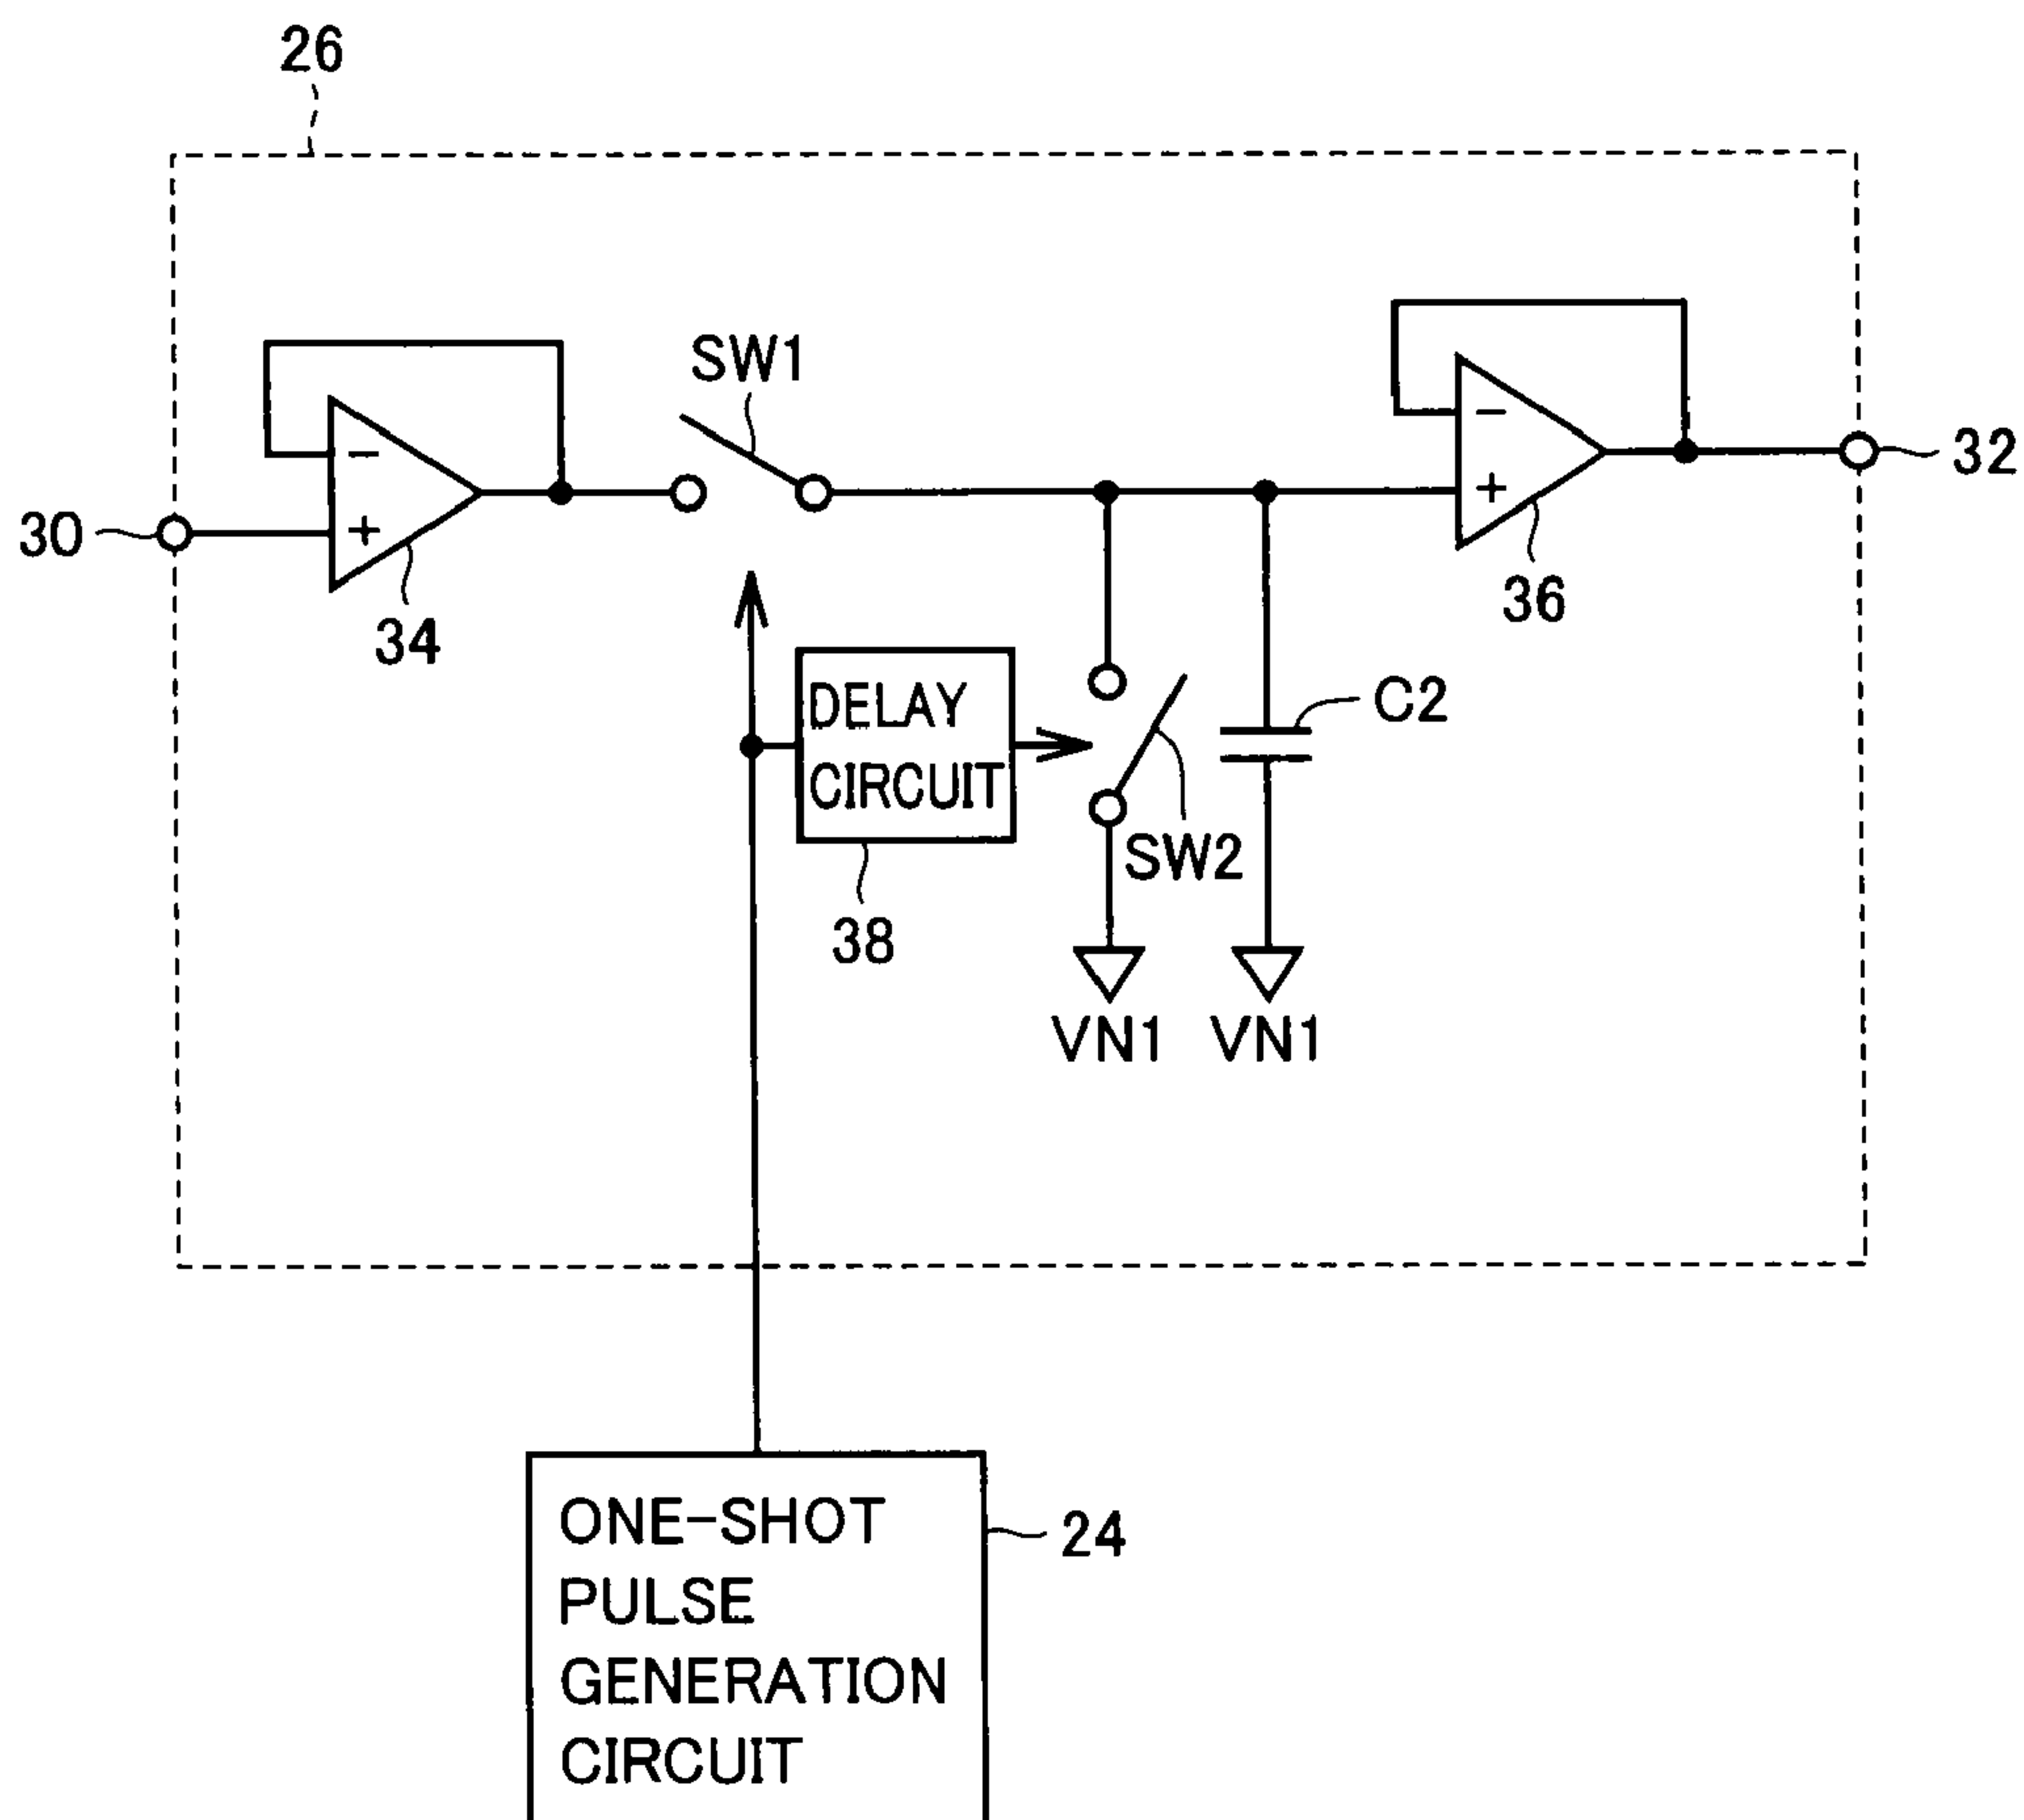 26
SW1
−
+
−
+
30
32
34
36
DELAY
CIRCUIT
C2
SW2
38
VN1 VN1
ONE-SHOT
PULSE
GENERATION
CIRCUIT
24